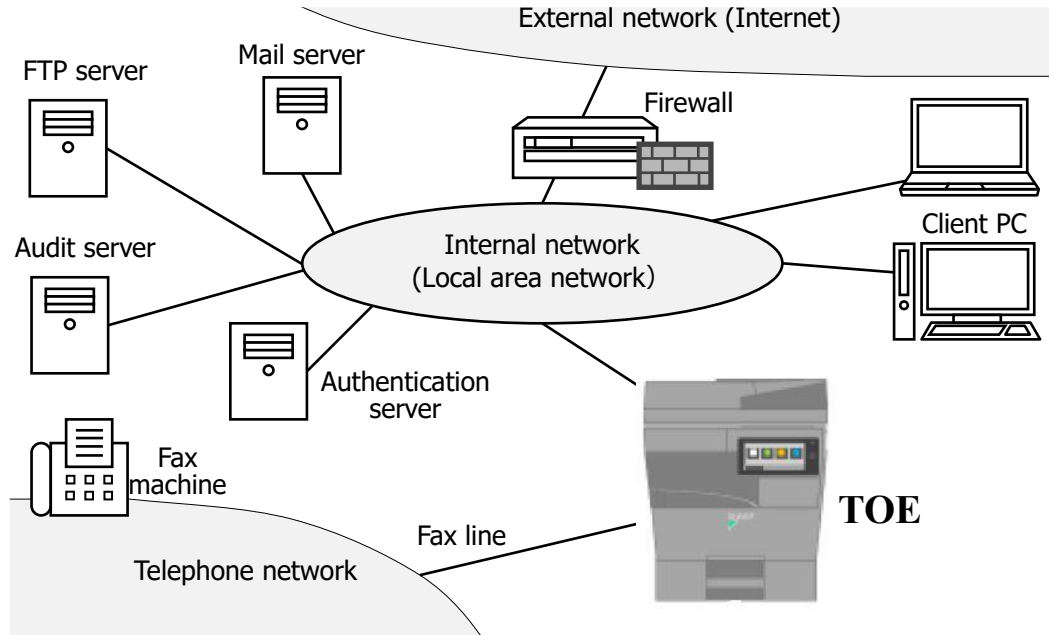 External network (Internet)
Mail server
FTP server
Firewall
Client PC
Audit server
Internal network
(Local area network)
Authentication
server
Fax
machine
TOE
Fax line
Telephone network